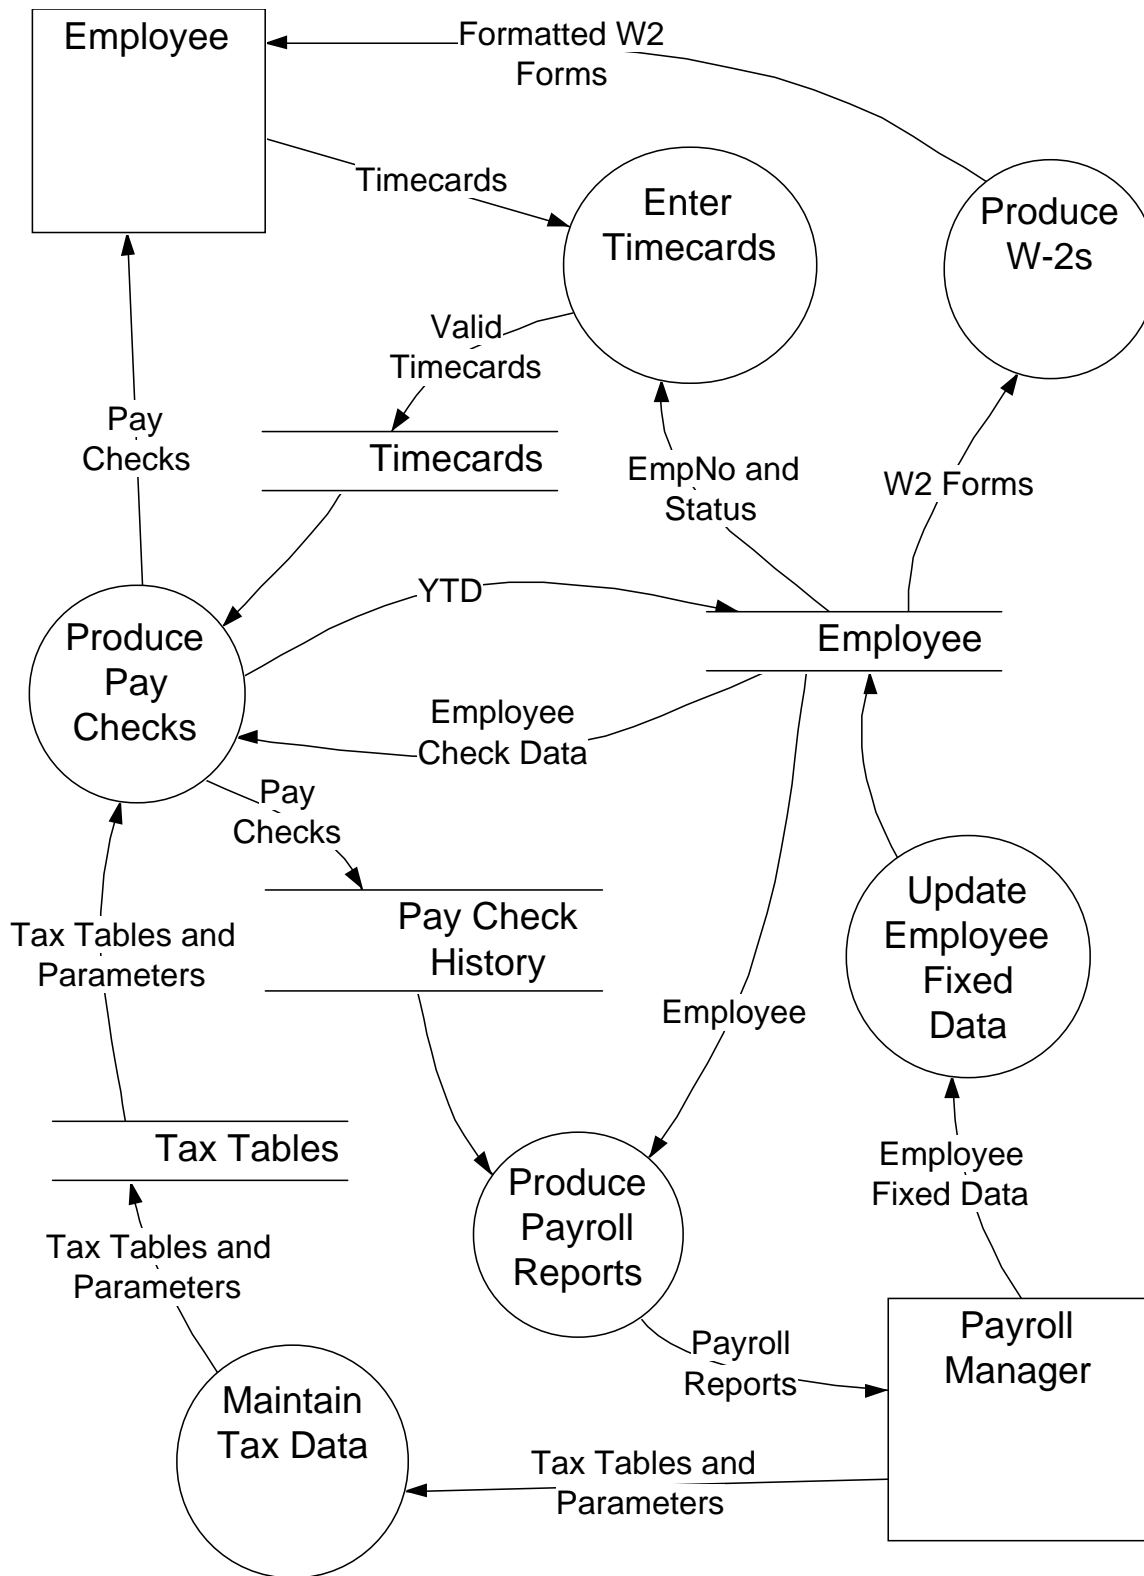 Employee
Formatted W2
Forms
Timecards
Enter
Timecards
Produce
W-2s
Valid
Timecards
Pay
Checks
Timecards
EmpNo and
Status
W2 Forms
YTD
Produce
Pay
Checks
Employee
Employee
Check Data
Pay
Checks
Update
Employee
Fixed
Data
Tax Tables and
Parameters
Pay Check
History
Employee
Tax Tables
Produce
Payroll
Reports
Employee
Fixed Data
Tax Tables and
Parameters
Payroll
Manager
Payroll
Reports
Maintain
Tax Data
Tax Tables and
Parameters